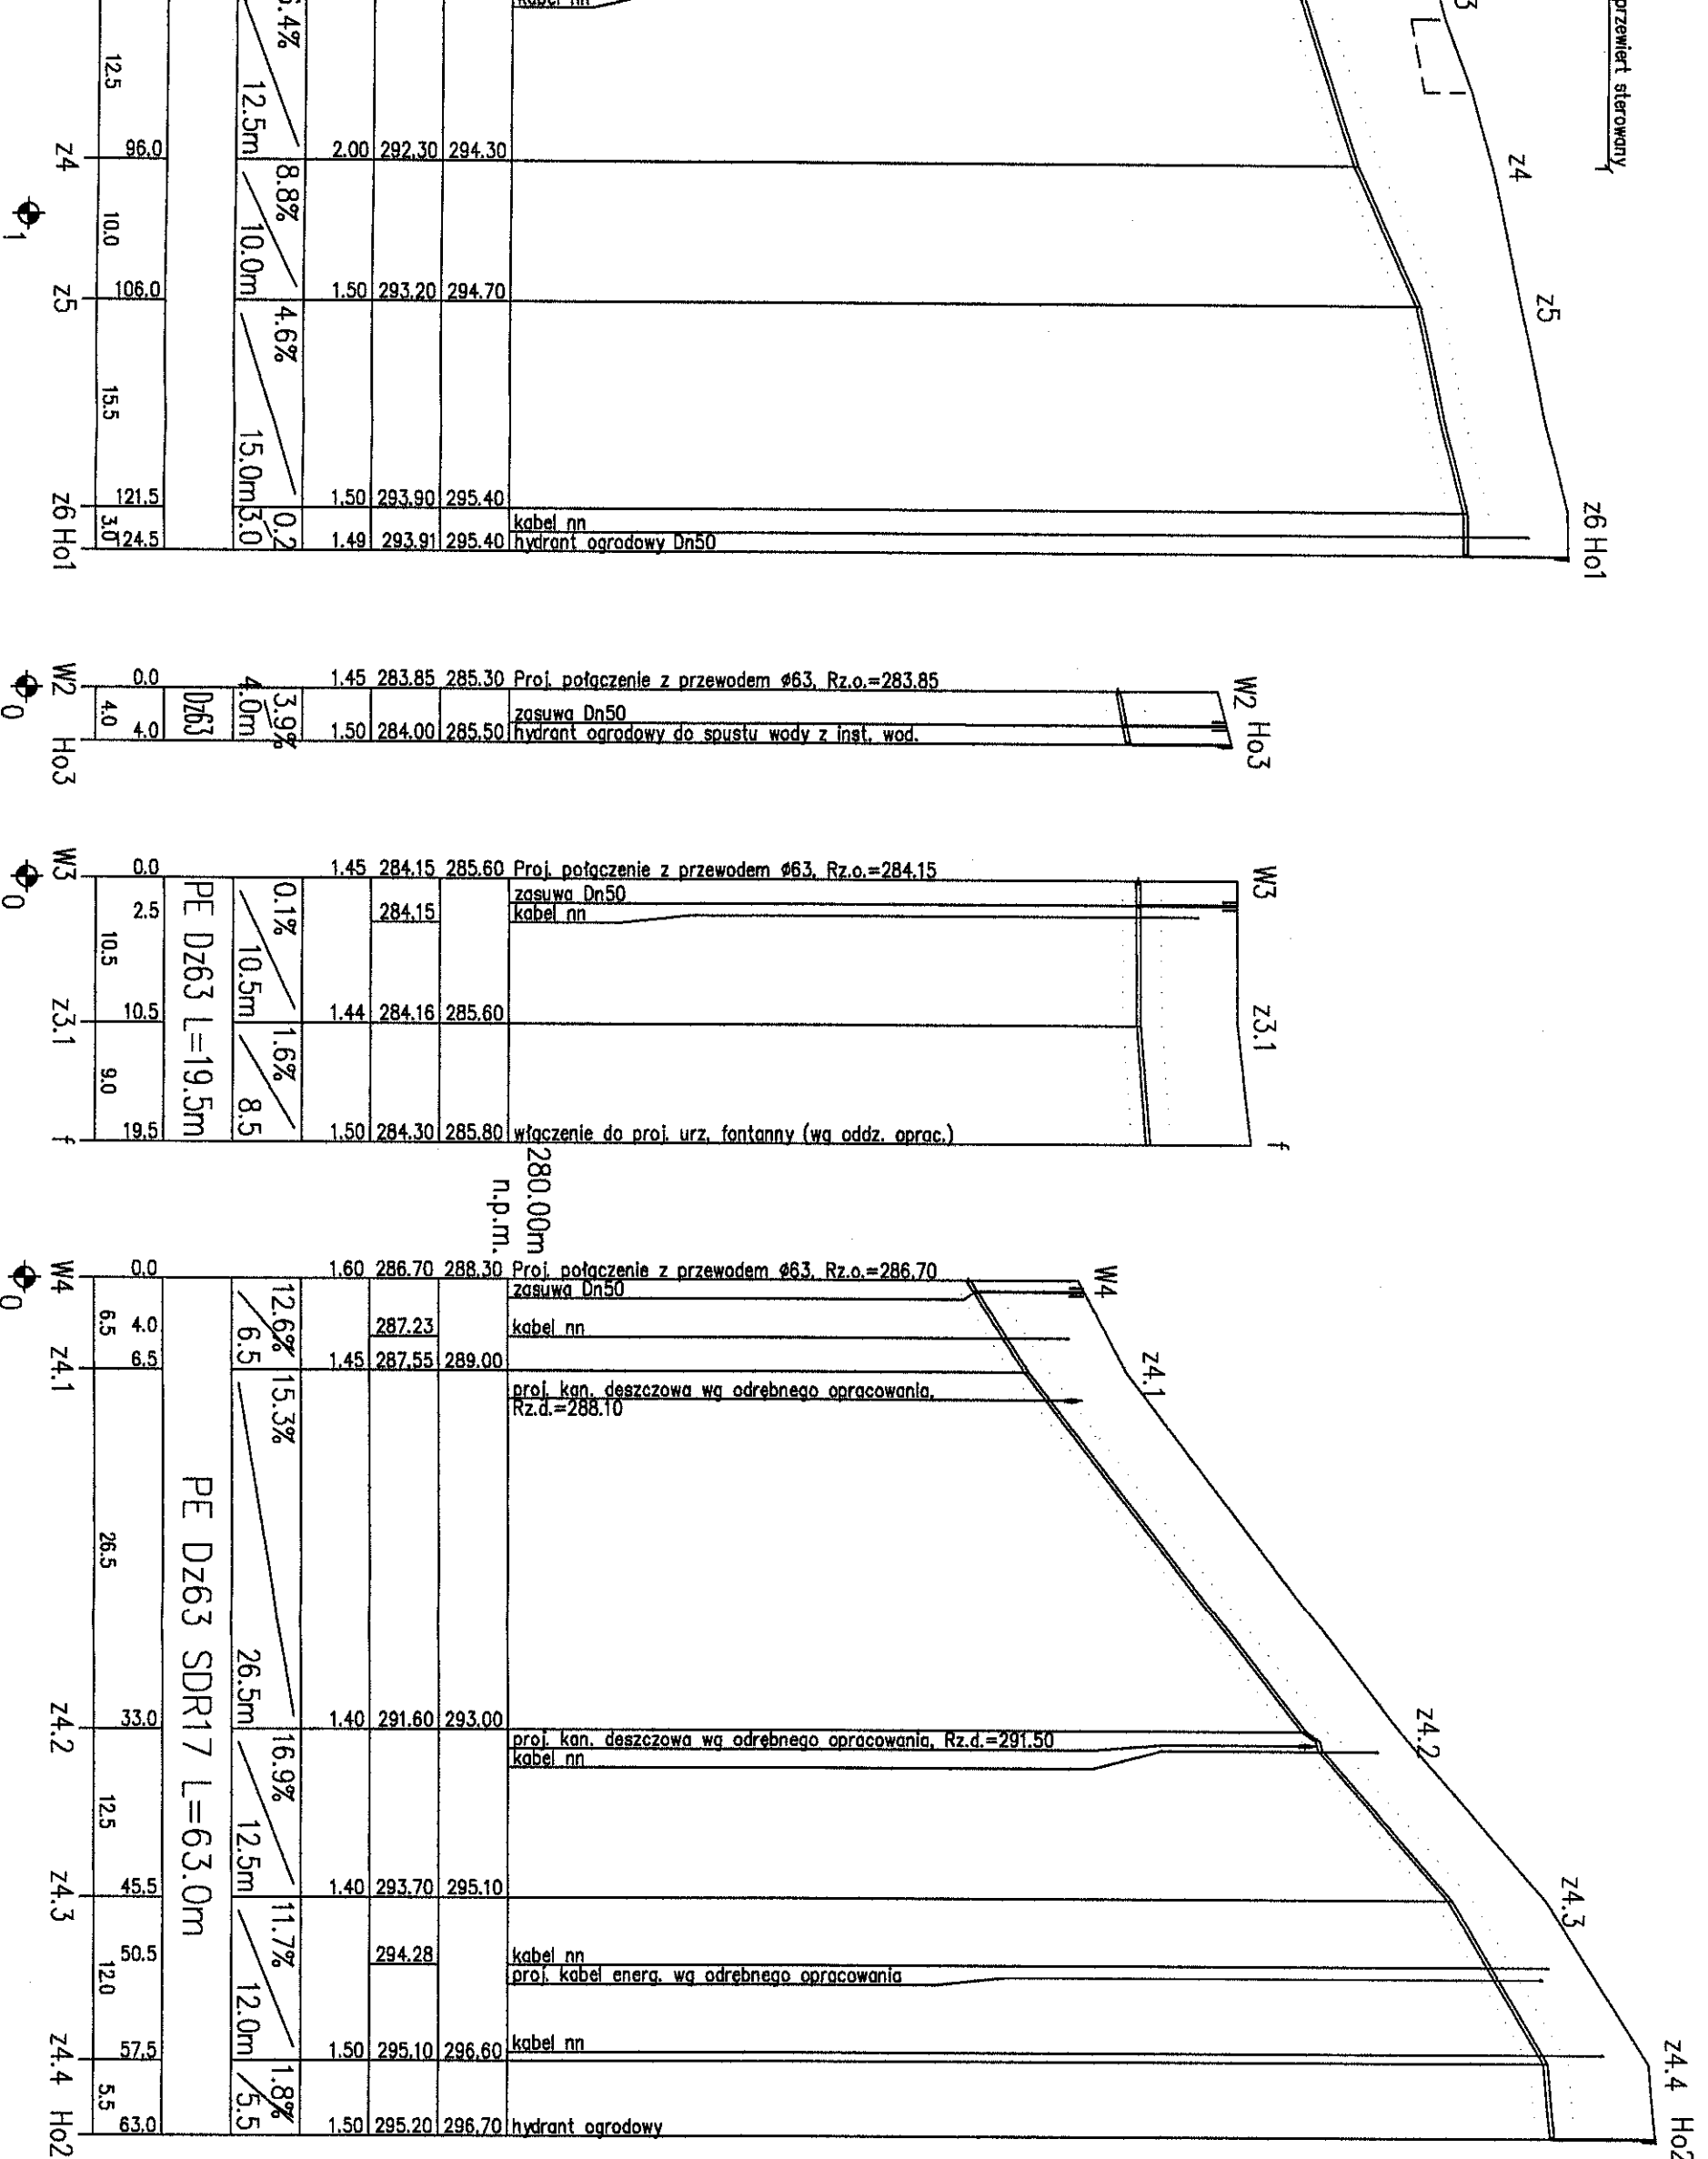 przewiert sterowany
z4
z5
z6 Ho1
kabel nn
6.4%
12.5
12.5m
z4
96.0
2.00 292.30 294.30
8.8%
10.0
10.0m
1
z5
106.0
1.50 293.20 294.70
4.6%
15.5
15.0m
z6
121.5
1.50 293.90 295.40
kabel nn
0.2
3.0
3.0
Ho1
124.5
1.49 293.91 295.40 hydrant ogrodowy Dn50
W2 Ho3
W2
0.0
1.45 283.85 285.30 Proj. połączenie z przewodem ø63, Rz.o.=283.85
0
4.0
Dz63
3.9%
4.0m
zasuwa Dn50
Ho3
4.0
1.50 284.00 285.50 hydrant ogrodowy do spustu wody z inst. wod.
W3
z3.1
f
W3
0.0
1.45 284.15 285.60 Proj. połączenie z przewodem ø63, Rz.o.=284.15
0
zasuwa Dn50
2.5
284.15
kabel nn
0.1%
10.5
10.5m
PE Dz63 L=19.5m
z3.1
10.5
1.44 284.16 285.60
1.6%
9.0
8.5
f
19.5
1.50 284.30 285.80 włączenie do proj. urz. fontanny (wg oddz. oprac.)
280.00m
n.p.m.
W4
z4.1
z4.2
z4.3
z4.4 Ho2
W4
0.0
1.60 286.70 288.30 Proj. połączenie z przewodem ø63, Rz.o.=286.70
0
zasuwa Dn50
12.6%
6.5
6.5
4.0
287.23
kabel nn
z4.1
6.5
1.45 287.55 289.00
proj. kan. deszczowa wg odrębnego opracowania,
Rz.d.=288.10
15.3%
26.5
26.5m
PE Dz63 SDR17 L=63.0m
z4.2
33.0
1.40 291.60 293.00
proj. kan. deszczowa wg odrębnego opracowania, Rz.d.=291.50
kabel nn
16.9%
12.5
12.5m
z4.3
45.5
1.40 293.70 295.10
11.7%
50.5
294.28
kabel nn
proj. kabel energ. wg odrębnego opracowania
12.0
12.0m
z4.4
57.5
1.50 295.10 296.60 kabel nn
1.8%
5.5
5.5
Ho2
63.0
1.50 295.20 296.70 hydrant ogrodowy